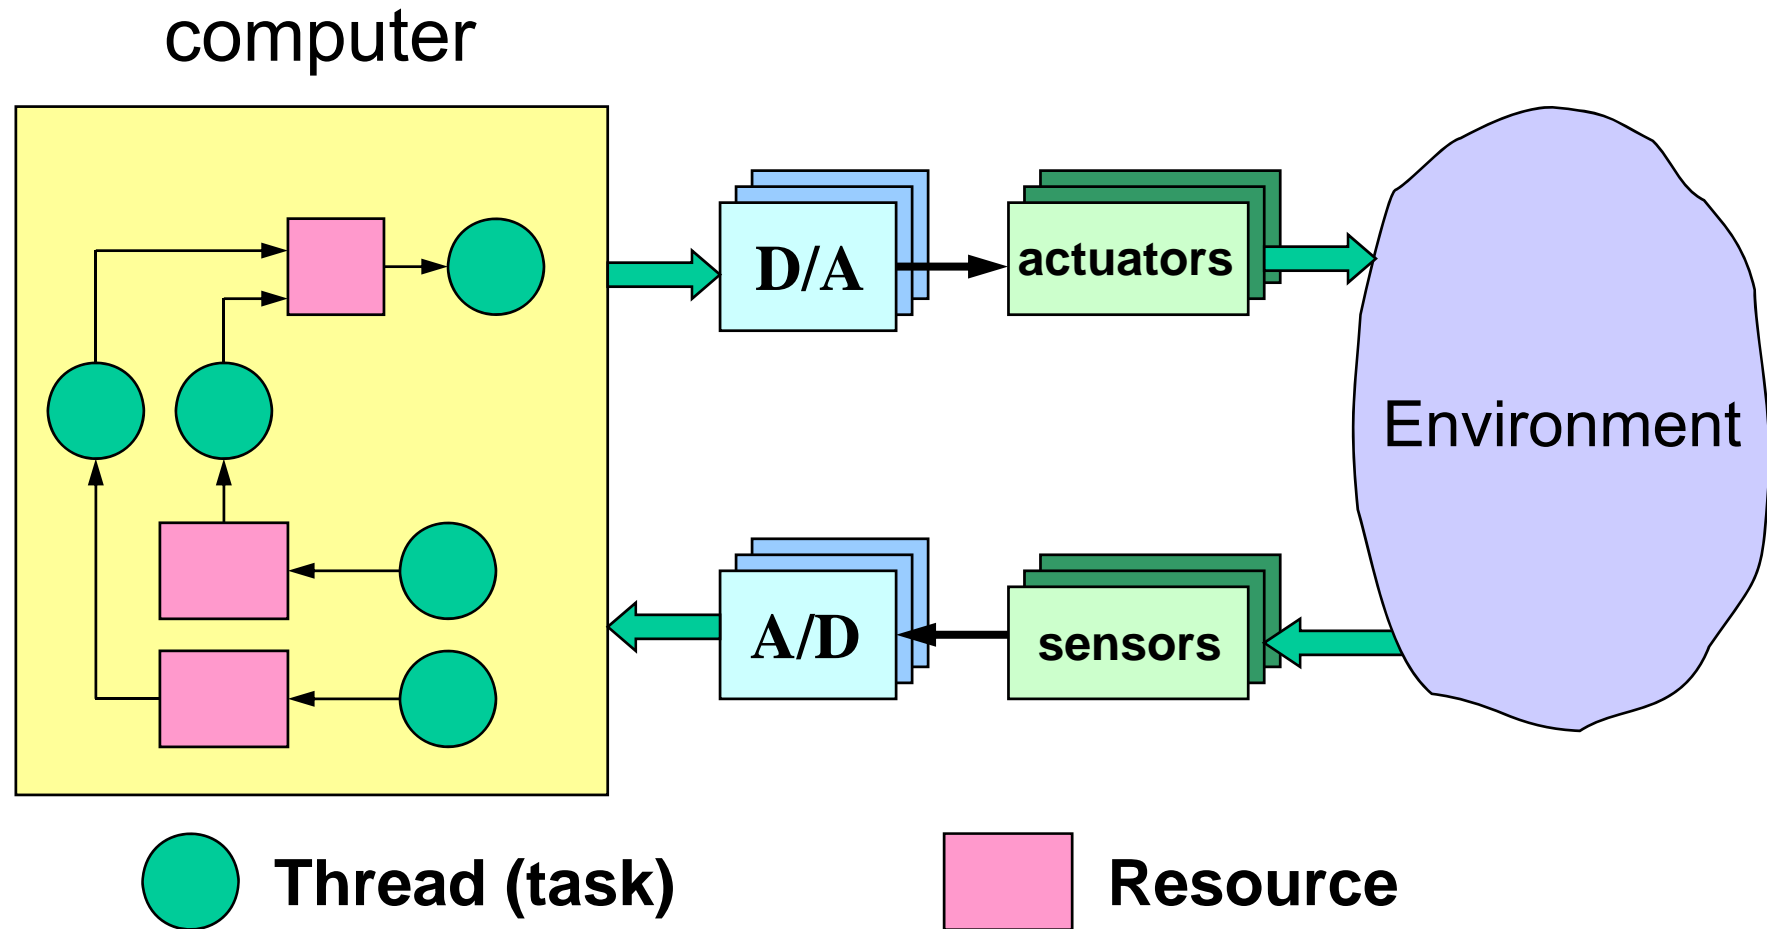 computer
D/A
actuators
Environment
A/D
sensors
Thread (task)
Resource